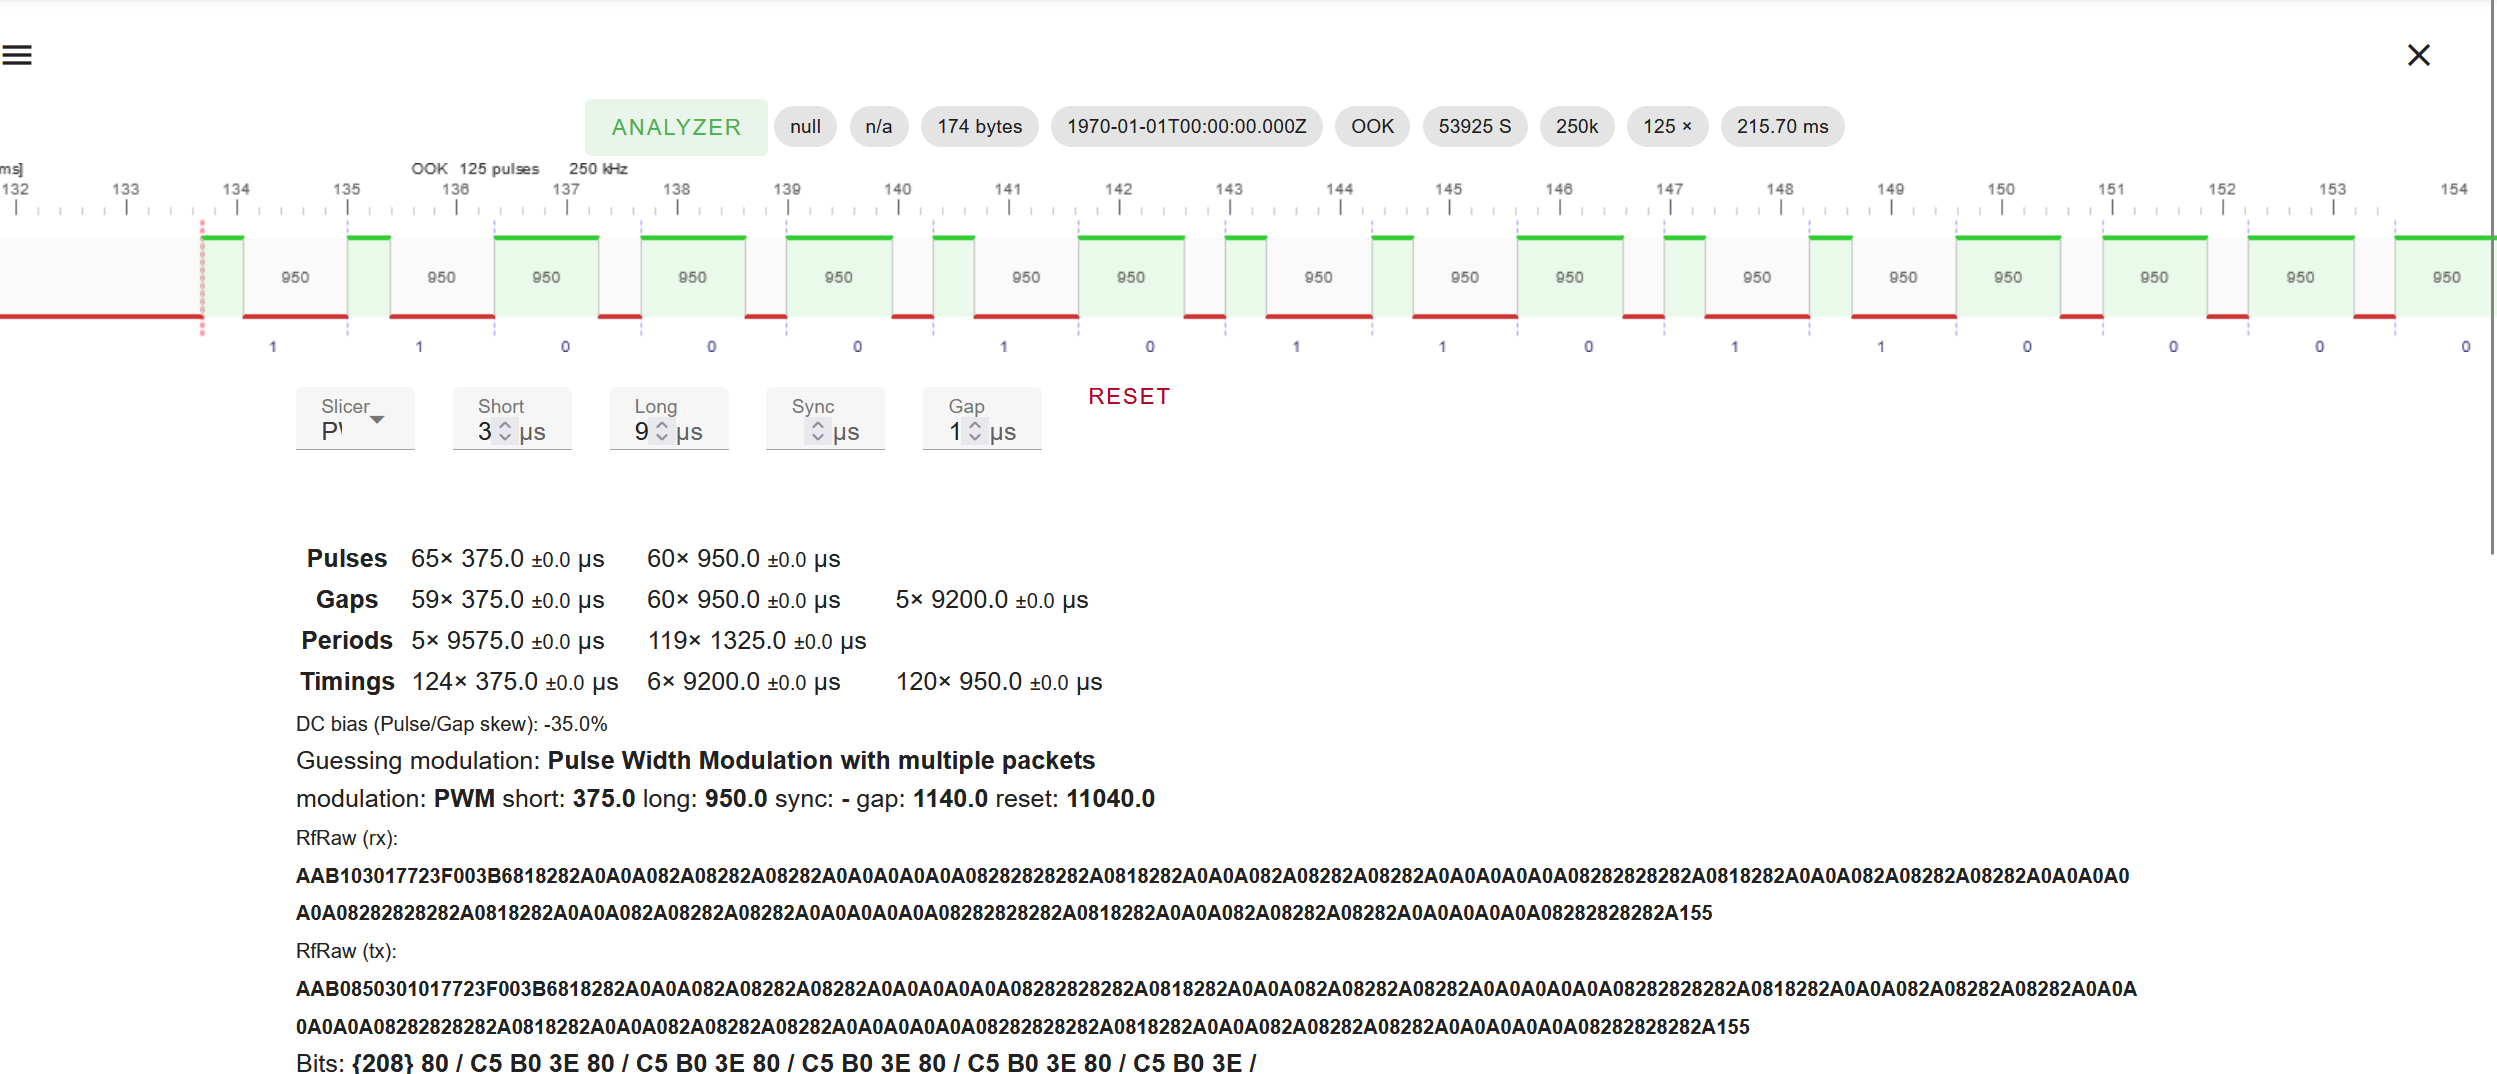 ANALYZER null n/a 174 bytes 1970-01-01T00:00:00.000Z OOK 53925 S 250k 125 × 215.70 ms
ms] OOK 125 pulses 250 kHz
132 133 134 135 136 137 138 139 140 141 142 143 144 145 146 147 148 149 150 151 152 153 154
950 950 950 950 950 950 950 950 950 950 950 950 950 950 950 950
1 1 0 0 0 1 0 1 1 0 1 1 0 0 0 0
Slicer Short Long Sync Gap RESET
P 3 µs 9 µs µs 1 µs
Pulses 65× 375.0 ±0.0 µs 60× 950.0 ±0.0 µs
Gaps 59× 375.0 ±0.0 µs 60× 950.0 ±0.0 µs 5× 9200.0 ±0.0 µs
Periods 5× 9575.0 ±0.0 µs 119× 1325.0 ±0.0 µs
Timings 124× 375.0 ±0.0 µs 6× 9200.0 ±0.0 µs 120× 950.0 ±0.0 µs
DC bias (Pulse/Gap skew): -35.0%
Guessing modulation: Pulse Width Modulation with multiple packets
modulation: PWM short: 375.0 long: 950.0 sync: - gap: 1140.0 reset: 11040.0
RfRaw (rx):
AAB103017723F003B6818282A0A0A082A08282A08282A0A0A0A0A0A08282828282A0818282A0A0A082A08282A08282A0A0A0A0A0A08282828282A0818282A0A0A082A08282A08282A0A0A0A0
A0A08282828282A0818282A0A0A082A08282A08282A0A0A0A0A0A08282828282A0818282A0A0A082A08282A08282A0A0A0A0A0A08282828282A155
RfRaw (tx):
AAB0850301017723F003B6818282A0A0A082A08282A08282A0A0A0A0A0A08282828282A0818282A0A0A082A08282A08282A0A0A0A0A0A08282828282A0818282A0A0A082A08282A08282A0A0A
0A0A0A08282828282A0818282A0A0A082A08282A08282A0A0A0A0A0A08282828282A0818282A0A0A082A08282A08282A0A0A0A0A0A08282828282A155
Bits: {208} 80 / C5 B0 3E 80 / C5 B0 3E 80 / C5 B0 3E 80 / C5 B0 3E 80 / C5 B0 3E /